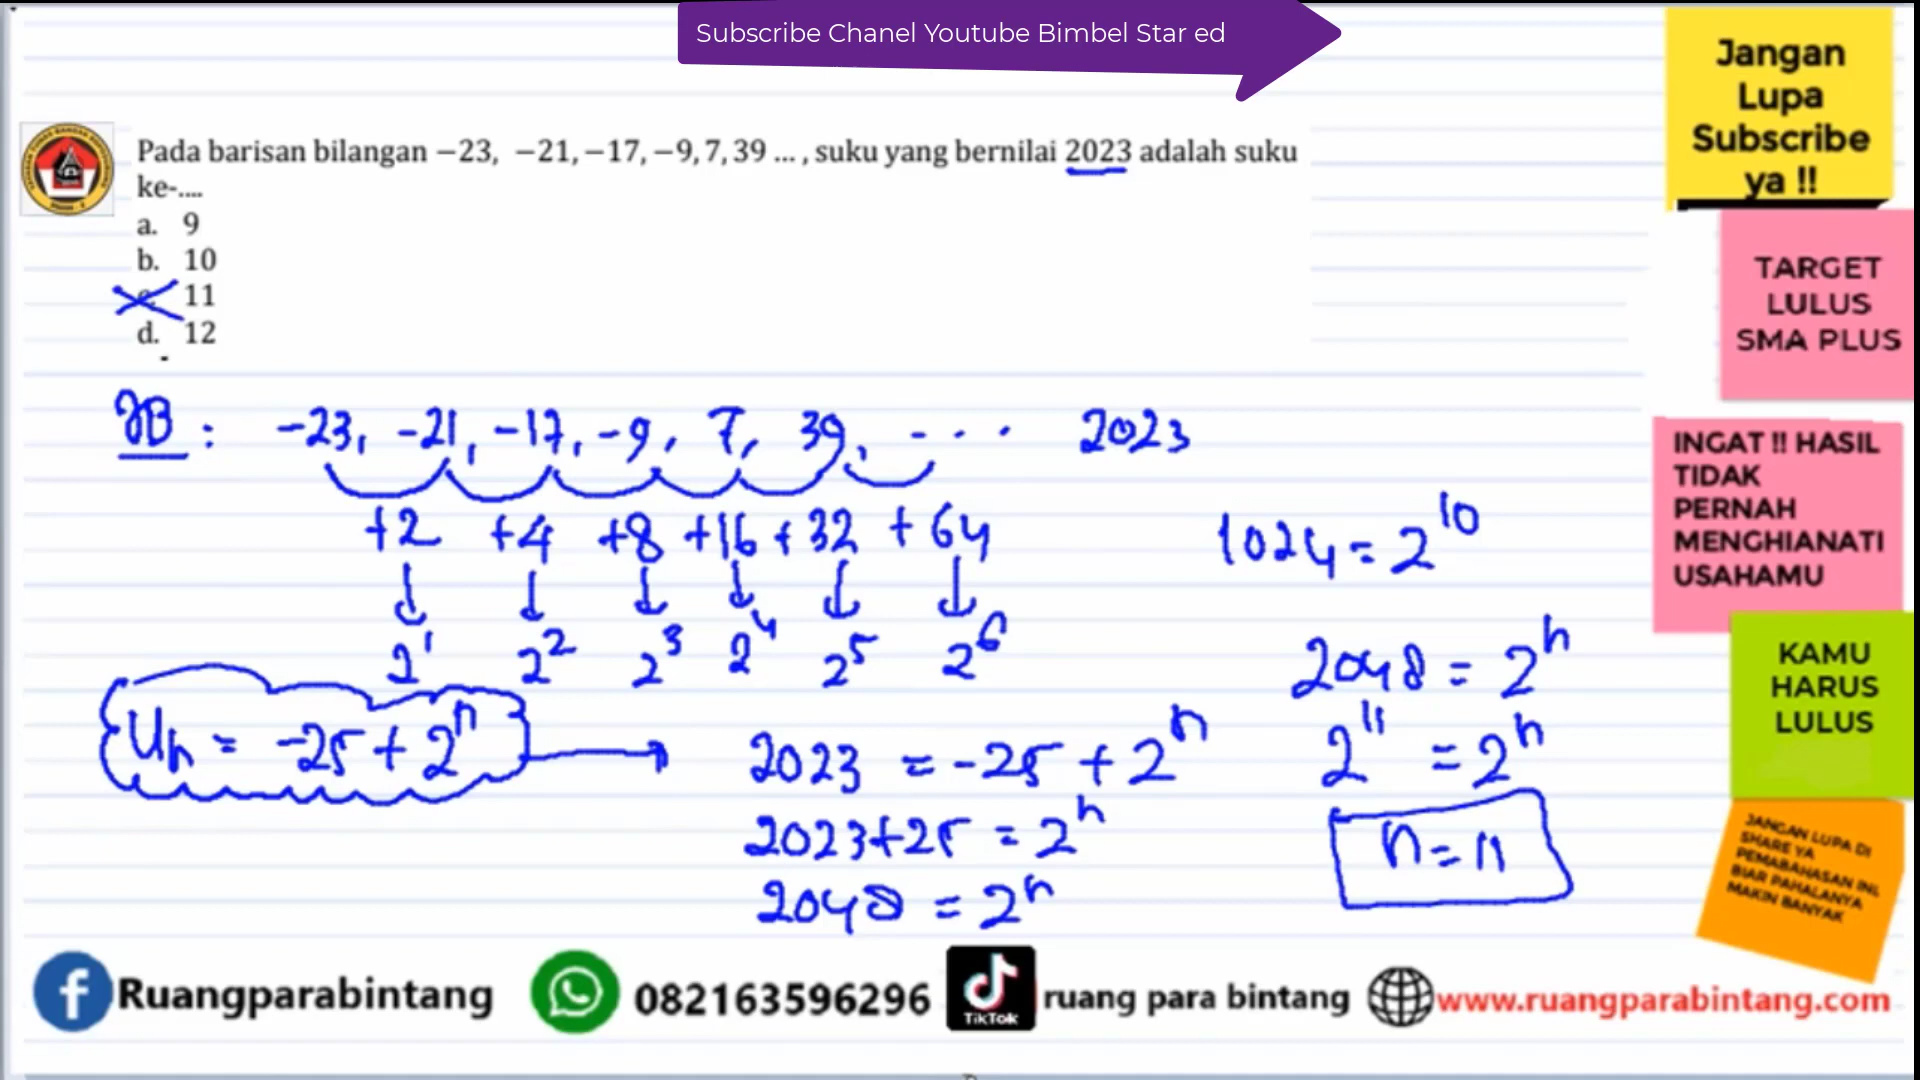 Subscribe Chanel Youtube Bimbel Star ed
Jangan
Lupa
Subscribe
ya !!
Pada barisan bilangan −23, −21, −17, −9, 7, 39 ... , suku yang bernilai 2023 adalah suku
ke-....
a. 9
b. 10
c. 11
d. 12
TARGET
LULUS
SMA PLUS
JB : -23, -21, -17, -9, 7, 39, - - - 2023
+2 +4 +8 +16 +32 +64
2¹ 2² 2³ 2⁴ 2⁵ 2⁶
Un = -25 + 2ⁿ
2023 = -25 + 2ⁿ
2023+25 = 2ⁿ
2048 = 2ⁿ
1024 = 2¹⁰
2048 = 2ⁿ
2¹¹ = 2ⁿ
n = 11
INGAT !! HASIL
TIDAK
PERNAH
MENGHIANATI
USAHAMU
KAMU
HARUS
LULUS
JANGAN LUPA DI
SHARE YA
PEMABAHASAN INI,
BIAR PAHALANYA
MAKIN BANYAK
Ruangparabintang 082163596296 TikTok ruang para bintang www.ruangparabintang.com